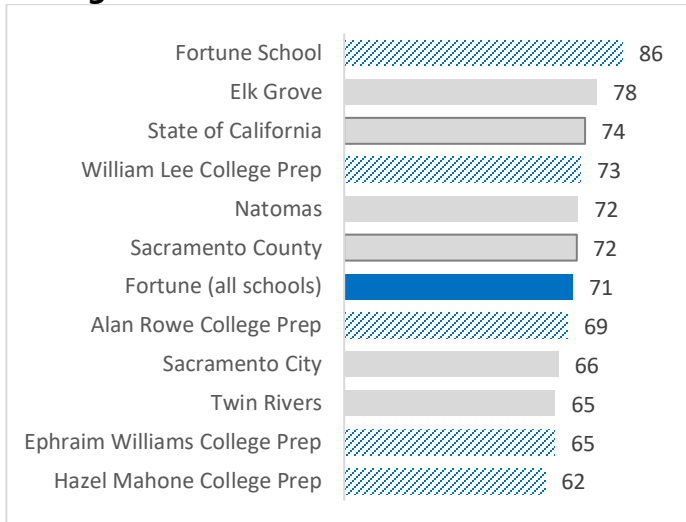 Fortune School 86
Elk Grove 78
State of California 74
William Lee College Prep 73
Natomas 72
Sacramento County 72
Fortune (all schools) 71
Alan Rowe College Prep 69
Sacramento City 66
Twin Rivers 65
Ephraim Williams College Prep 65
Hazel Mahone College Prep 62